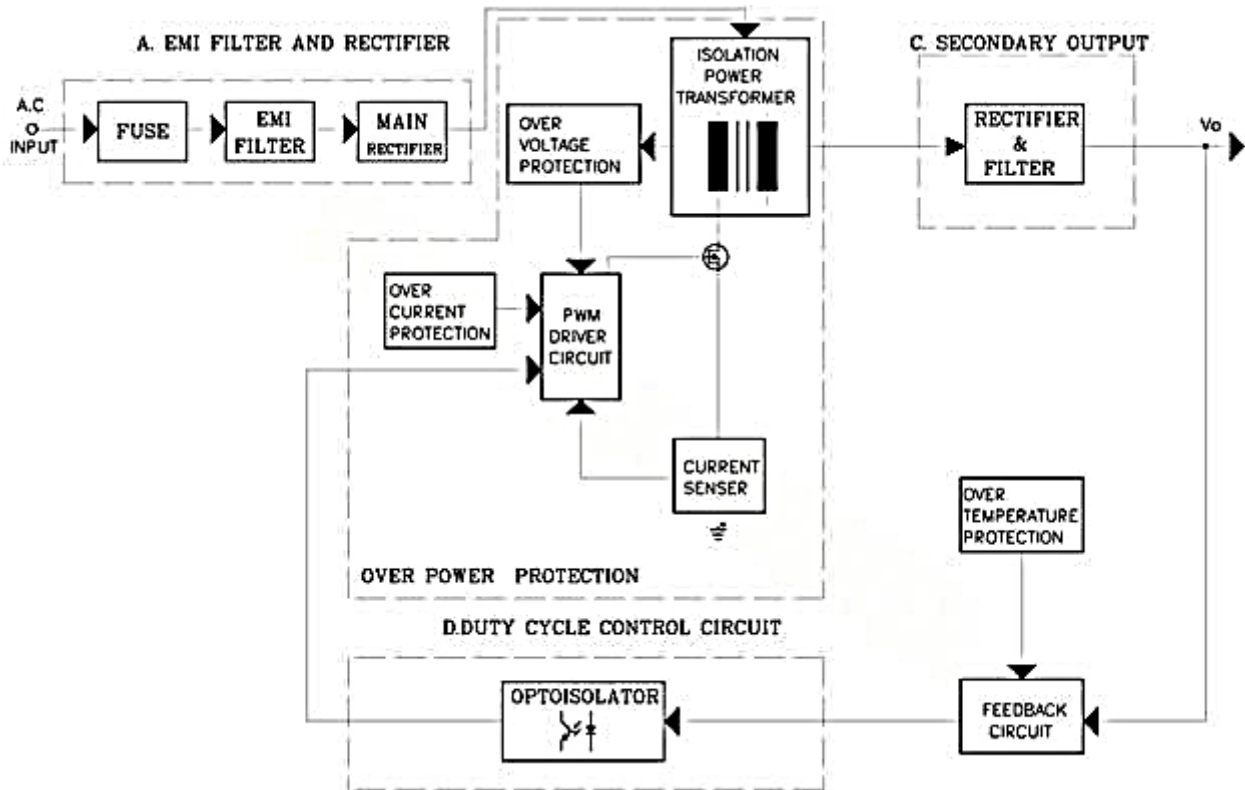 A. EMI FILTER AND RECTIFIER
A.C
INPUT
FUSE
EMI
FILTER
MAIN
RECTIFIER
OVER
VOLTAGE
PROTECTION
ISOLATION
POWER
TRANSFORMER
C. SECONDARY OUTPUT
RECTIFIER
&
FILTER
Vo
OVER
CURRENT
PROTECTION
PWM
DRIVER
CIRCUIT
CURRENT
SENSER
OVER POWER PROTECTION
OVER
TEMPERATURE
PROTECTION
D.DUTY CYCLE CONTROL CIRCUIT
OPTOISOLATOR
FEEDBACK
CIRCUIT